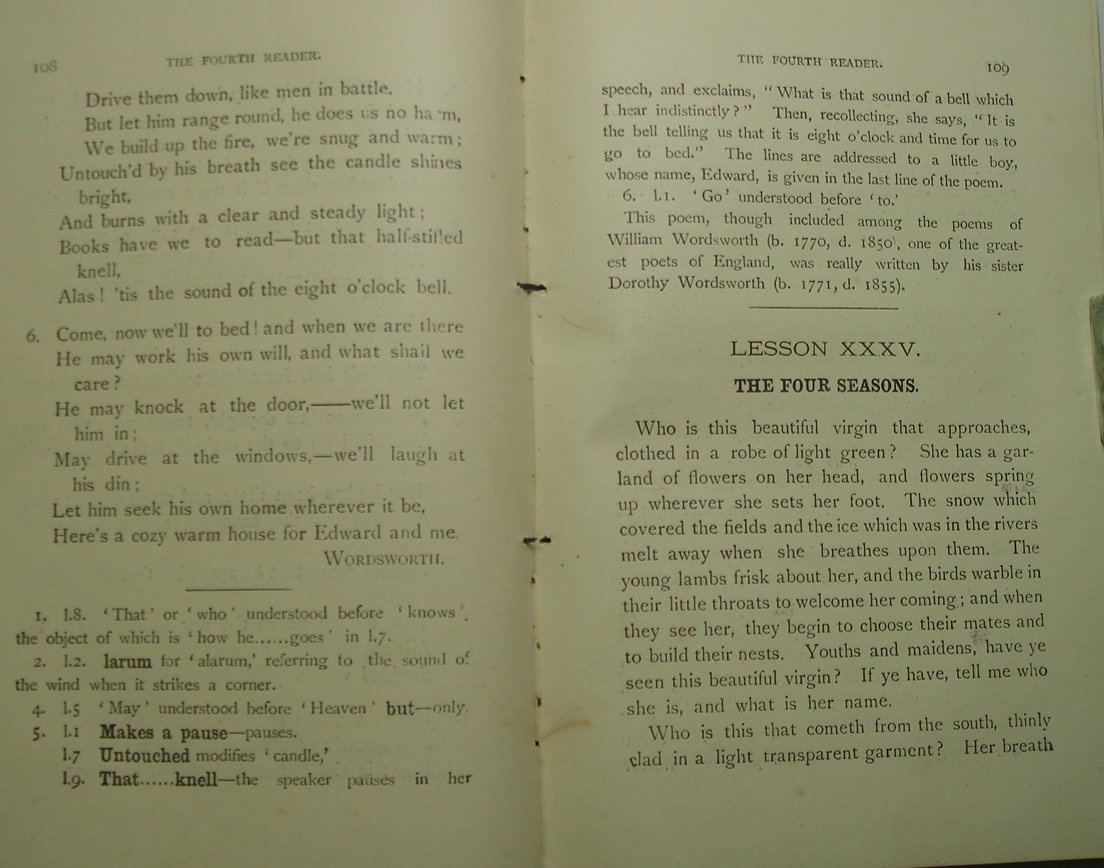 108
THE FOURTH READER.
Drive them down, like men in battle.
But let him range round, he does us no harm,
We build up the fire, we're snug and warm;
Untouch'd by his breath see the candle shines
bright,
And burns with a clear and steady light;
Books have we to read—but that half-stifled
knell,
Alas! 'tis the sound of the eight o'clock bell.
6. Come, now we'll to bed! and when we are there
He may work his own will, and what shall we
care?
He may knock at the door,——we'll not let
him in;
May drive at the windows,—we'll laugh at
his din;
Let him seek his own home wherever it be,
Here's a cozy warm house for Edward and me.
WORDSWORTH.
1. l.8. 'That' or 'who' understood before 'knows',
the object of which is 'how he......goes' in l.7.
2. l.2. larum for 'alarum,' referring to the sound of
the wind when it strikes a corner.
4. l.5 'May' understood before 'Heaven' but—only
5. l.1 Makes a pause—pauses.
l.7 Untouched modifies 'candle,'
l.9. That......knell—the speaker pauses in her
THE FOURTH READER.
109
speech, and exclaims, "What is that sound of a bell which
I hear indistinctly?" Then, recollecting, she says, "It is
the bell telling us that it is eight o'clock and time for us to
go to bed." The lines are addressed to a little boy,
whose name, Edward, is given in the last line of the poem.
6. l.1. 'Go' understood before 'to.'
This poem, though included among the poems of
William Wordsworth (b. 1770, d. 1850), one of the great-
est poets of England, was really written by his sister
Dorothy Wordsworth (b. 1771, d. 1855).
LESSON XXXV.
THE FOUR SEASONS.
Who is this beautiful virgin that approaches,
clothed in a robe of light green? She has a gar-
land of flowers on her head, and flowers spring
up wherever she sets her foot. The snow which
covered the fields and the ice which was in the rivers
melt away when she breathes upon them. The
young lambs frisk about her, and the birds warble in
their little throats to welcome her coming; and when
they see her, they begin to choose their mates and
to build their nests. Youths and maidens, have ye
seen this beautiful virgin? If ye have, tell me who
she is, and what is her name.
Who is this that cometh from the south, thinly
clad in a light transparent garment? Her breath